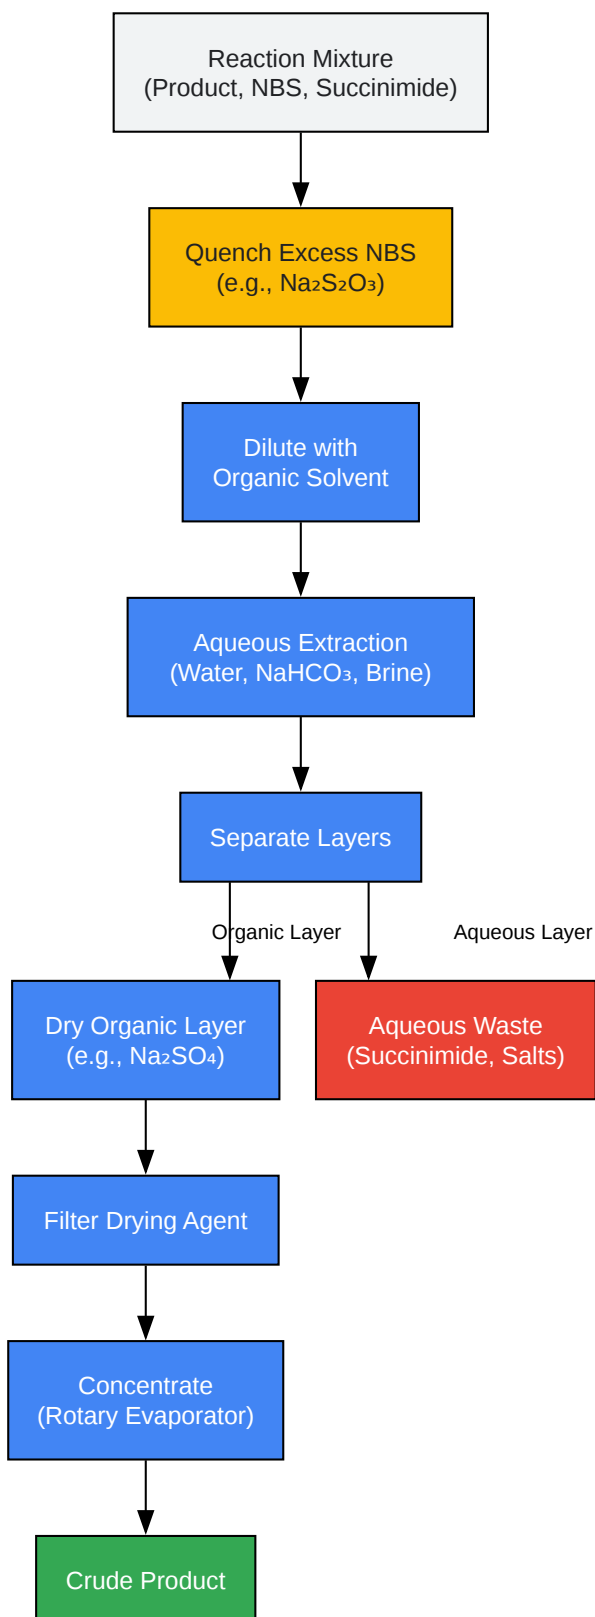 Reaction Mixture
(Product, NBS, Succinimide)
Quench Excess NBS
(e.g., Na₂S₂O₃)
Dilute with
Organic Solvent
Aqueous Extraction
(Water, NaHCO₃, Brine)
Separate Layers
Organic Layer
Aqueous Layer
Dry Organic Layer
(e.g., Na₂SO₄)
Aqueous Waste
(Succinimide, Salts)
Filter Drying Agent
Concentrate
(Rotary Evaporator)
Crude Product